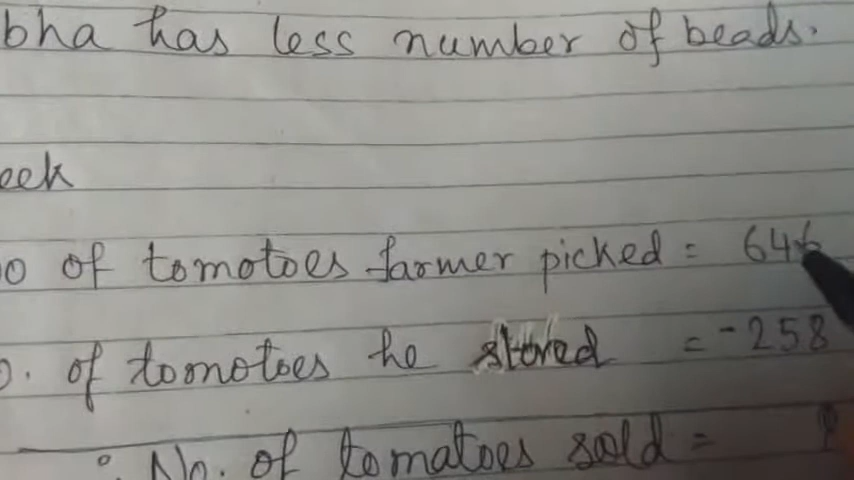 bha has less number of beads.
eek
o of tomotoes farmer picked = 646
. of tomotoes he stored = -258
∴ No. of tomatoes sold = ?